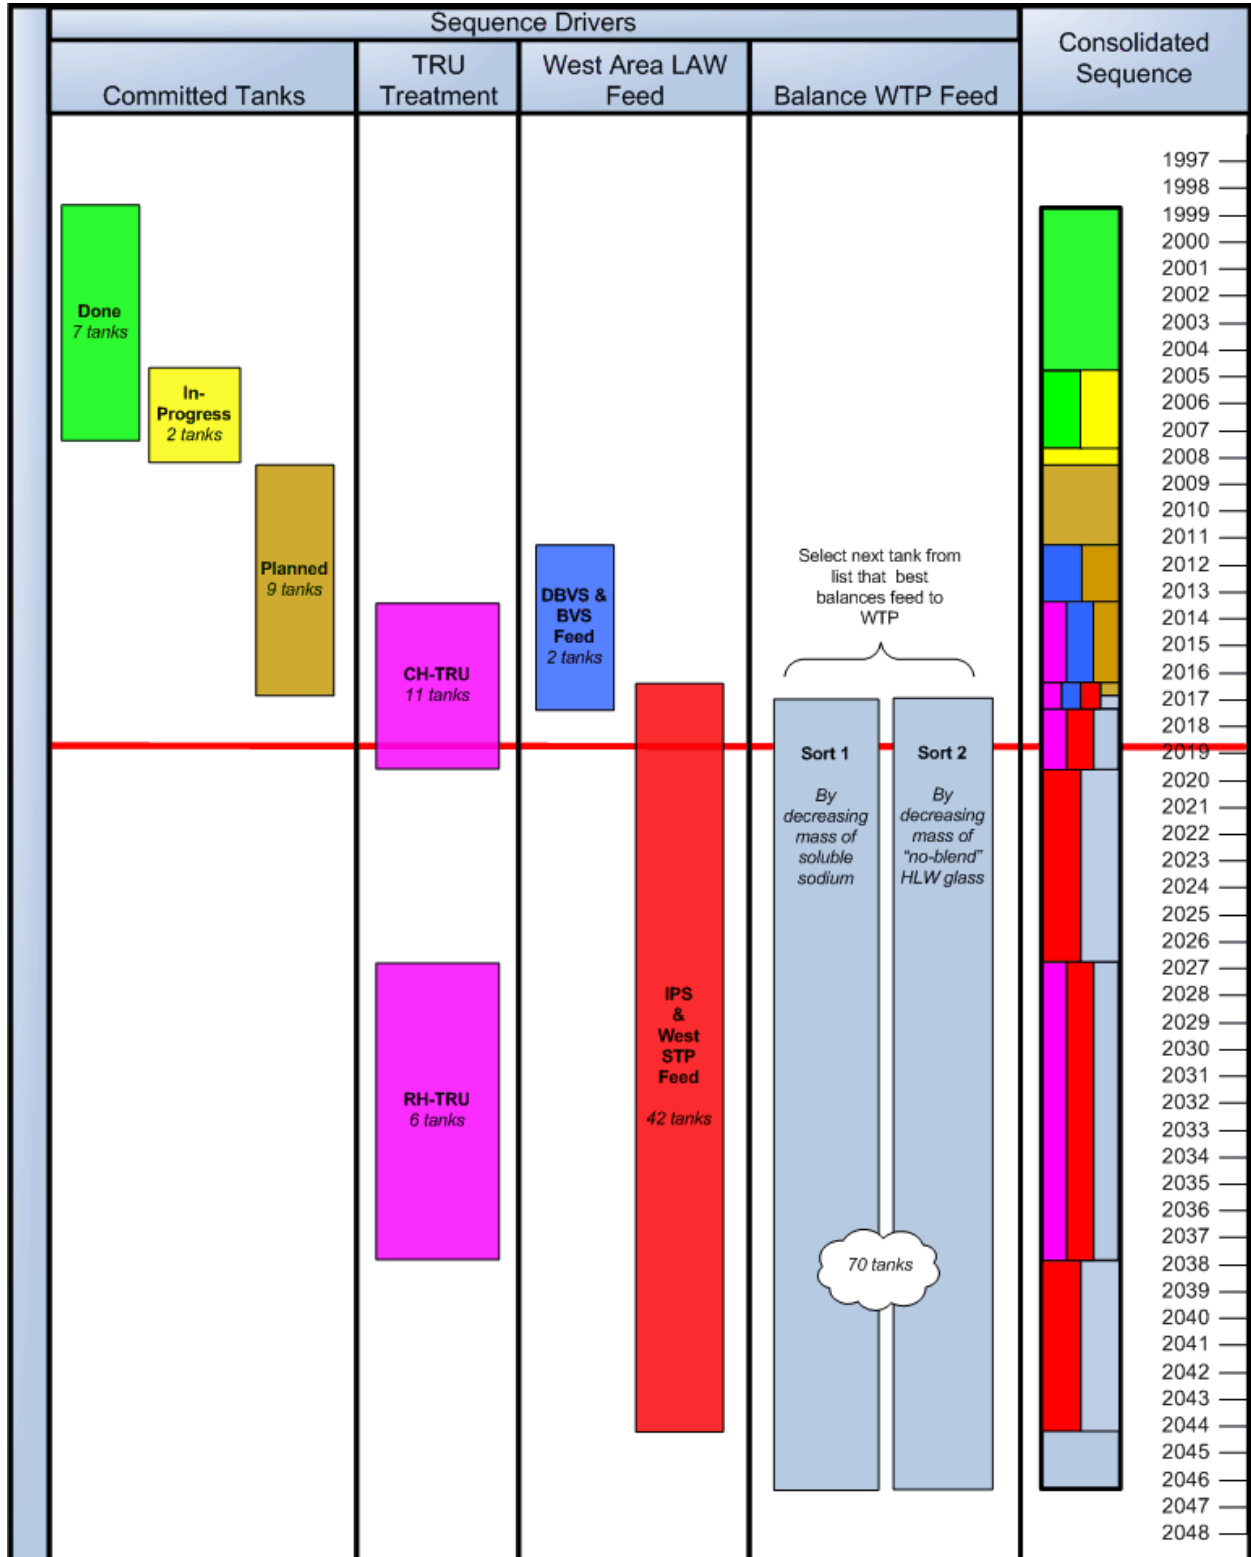 Sequence Drivers
Consolidated
Sequence
Committed Tanks
TRU
Treatment
West Area LAW
Feed
Balance WTP Feed
Done
7 tanks
In-
Progress
2 tanks
Planned
9 tanks
CH-TRU
11 tanks
RH-TRU
6 tanks
DBVS &
BVS
Feed
2 tanks
IPS
&
West
STP
Feed
42 tanks
Select next tank from
list that best
balances feed to
WTP
Sort 1
By
decreasing
mass of
soluble
sodium
Sort 2
By
decreasing
mass of
“no-blend”
HLW glass
70 tanks
1997
1998
1999
2000
2001
2002
2003
2004
2005
2006
2007
2008
2009
2010
2011
2012
2013
2014
2015
2016
2017
2018
2019
2020
2021
2022
2023
2024
2025
2026
2027
2028
2029
2030
2031
2032
2033
2034
2035
2036
2037
2038
2039
2040
2041
2042
2043
2044
2045
2046
2047
2048